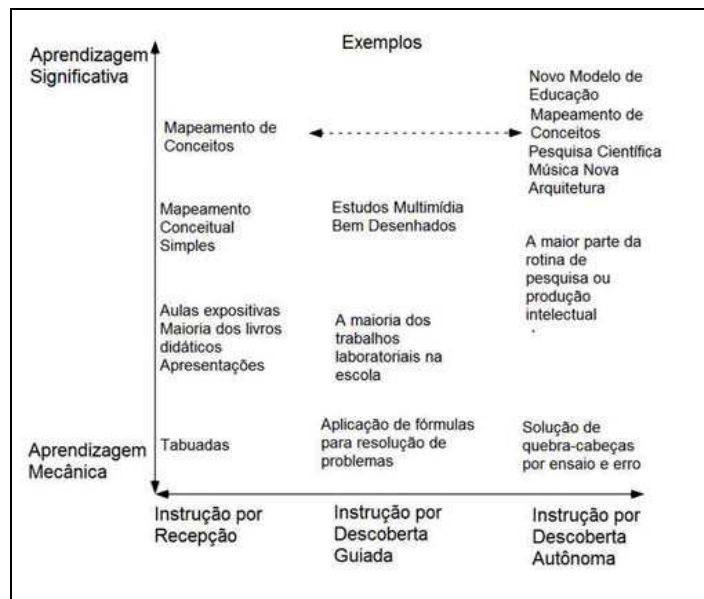 Exemplos
Aprendizagem
Significativa
Mapeamento de
Conceitos
Novo Modelo de
Educação
Mapeamento de
Conceitos
Pesquisa Científica
Música Nova
Arquitetura
Mapeamento
Conceitual
Simples
Estudos Multimídia
Bem Desenhados
A maior parte da
rotina de
pesquisa ou
produção
intelectual
.
Aulas expositivas
Maioria dos livros
didáticos
Apresentações
A maioria dos
trabalhos
laboratoriais na
escola
Aprendizagem
Mecânica
Tabuadas
Aplicação de fórmulas
para resolução de
problemas
Solução de
quebra-cabeças
por ensaio e erro
Instrução por
Recepção
Instrução por
Descoberta
Guiada
Instrução por
Descoberta
Autônoma